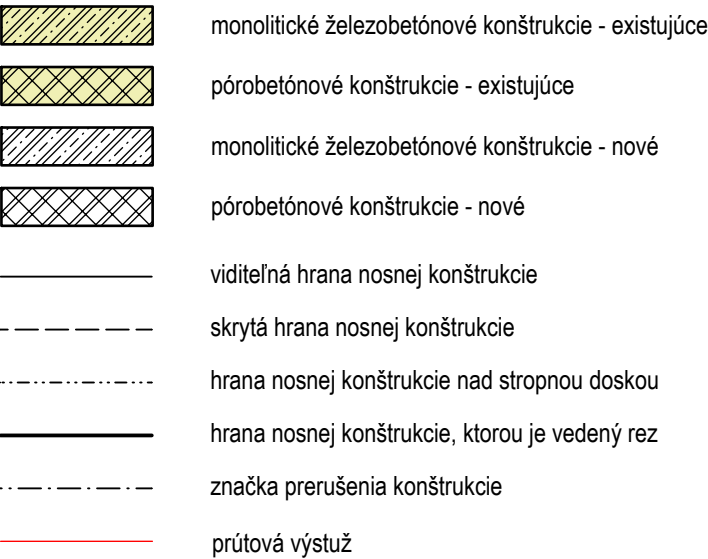 monolitické železobetónové konštrukcie - existujúce
pórobetónové konštrukcie - existujúce
monolitické železobetónové konštrukcie - nové
pórobetónové konštrukcie - nové
viditeľná hrana nosnej konštrukcie
skrytá hrana nosnej konštrukcie
hrana nosnej konštrukcie nad stropnou doskou
hrana nosnej konštrukcie, ktorou je vedený rez
značka prerušenia konštrukcie
prútová výstuž